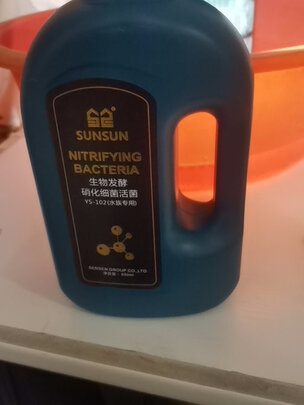 SUNSUN
NITRIFYING
BACTERIA
生物发酵
硝化细菌活菌
YS-102(水族专用)
SENSEN GROUP CO.,LTD